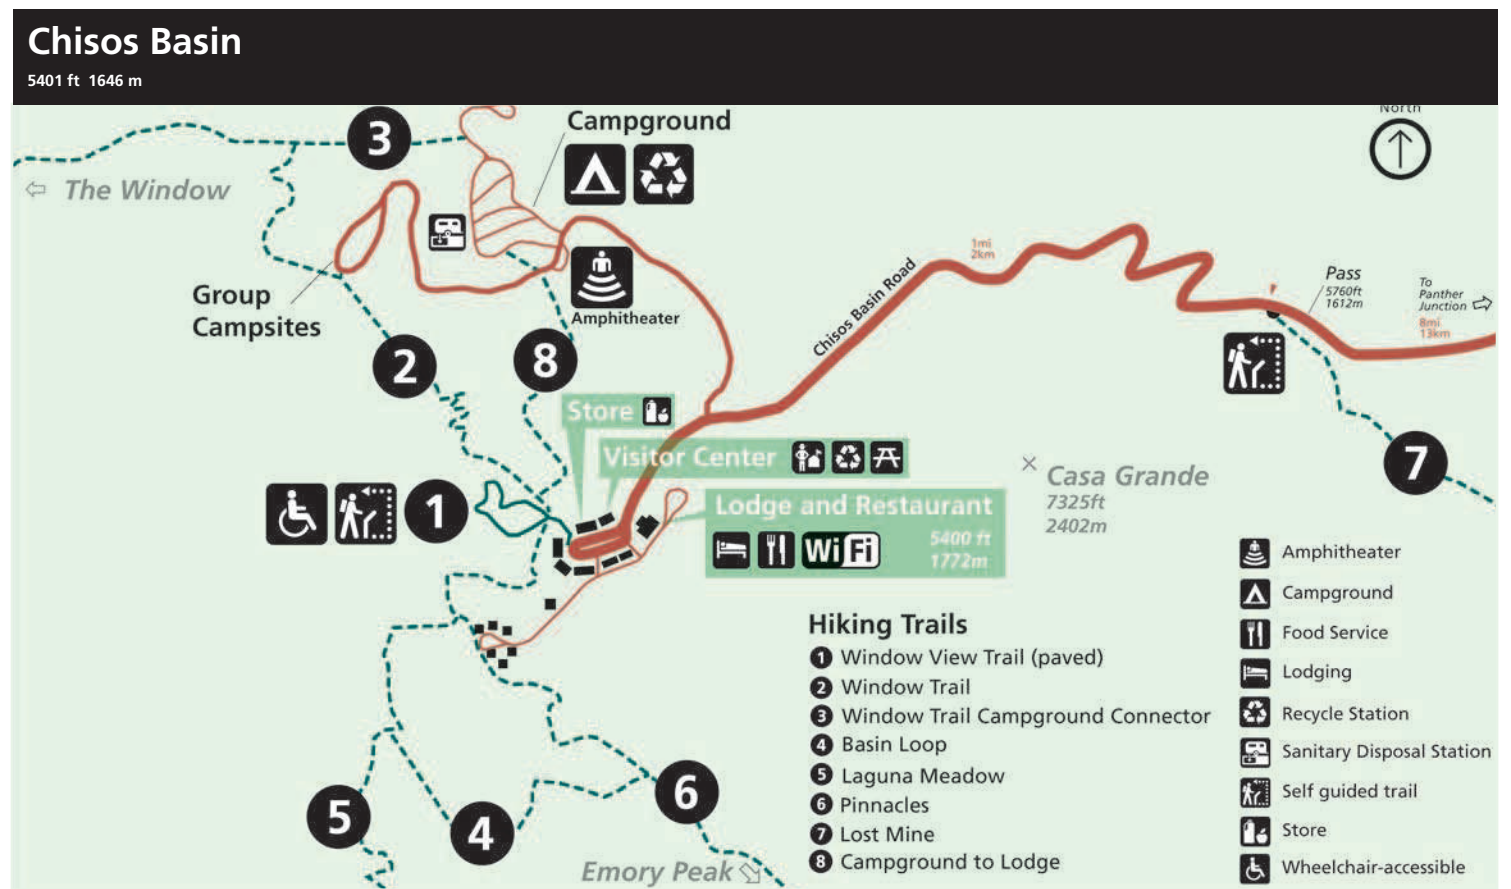 Chisos Basin
5401 ft 1646 m
North
3
Campground
The Window
1mi
2km
Pass
5760ft
1612m
To
Panther
Junction
8mi
13km
Chisos Basin Road
Group
Campsites
Amphitheater
2
8
Store
Visitor Center
7
Casa Grande
7325ft
2402m
1
Lodge and Restaurant
5400 ft
1772m
WiFi
Hiking Trails
1 Window View Trail (paved)
2 Window Trail
3 Window Trail Campground Connector
4 Basin Loop
5 Laguna Meadow
6 Pinnacles
7 Lost Mine
8 Campground to Lodge
Amphitheater
Campground
Food Service
Lodging
Recycle Station
Sanitary Disposal Station
Self guided trail
Store
Wheelchair-accessible
6
5
4
Emory Peak